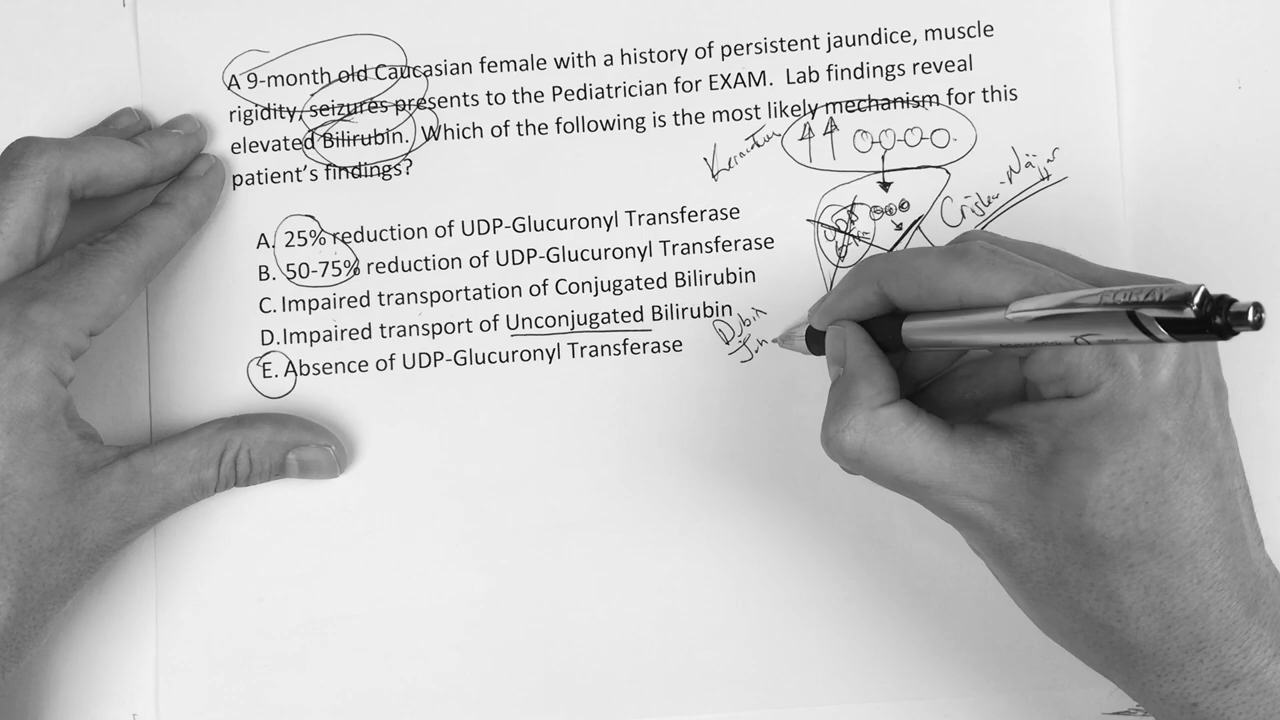 A 9-month old Caucasian female with a history of persistent jaundice, muscle
rigidity, seizures presents to the Pediatrician for EXAM. Lab findings reveal
elevated Bilirubin. Which of the following is the most likely mechanism for this
patient's findings?
A. 25% reduction of UDP-Glucuronyl Transferase
B. 50-75% reduction of UDP-Glucuronyl Transferase
C. Impaired transportation of Conjugated Bilirubin
D. Impaired transport of Unconjugated Bilirubin
E. Absence of UDP-Glucuronyl Transferase
Dubin
Joh